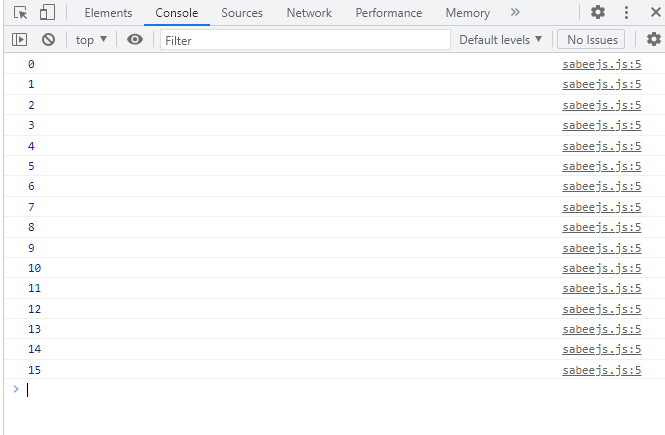 Elements Console Sources Network Performance Memory »
top ▼ Filter Default levels ▼ No Issues
0 sabeejs.js:5
1 sabeejs.js:5
2 sabeejs.js:5
3 sabeejs.js:5
4 sabeejs.js:5
5 sabeejs.js:5
6 sabeejs.js:5
7 sabeejs.js:5
8 sabeejs.js:5
9 sabeejs.js:5
10 sabeejs.js:5
11 sabeejs.js:5
12 sabeejs.js:5
13 sabeejs.js:5
14 sabeejs.js:5
15 sabeejs.js:5
>